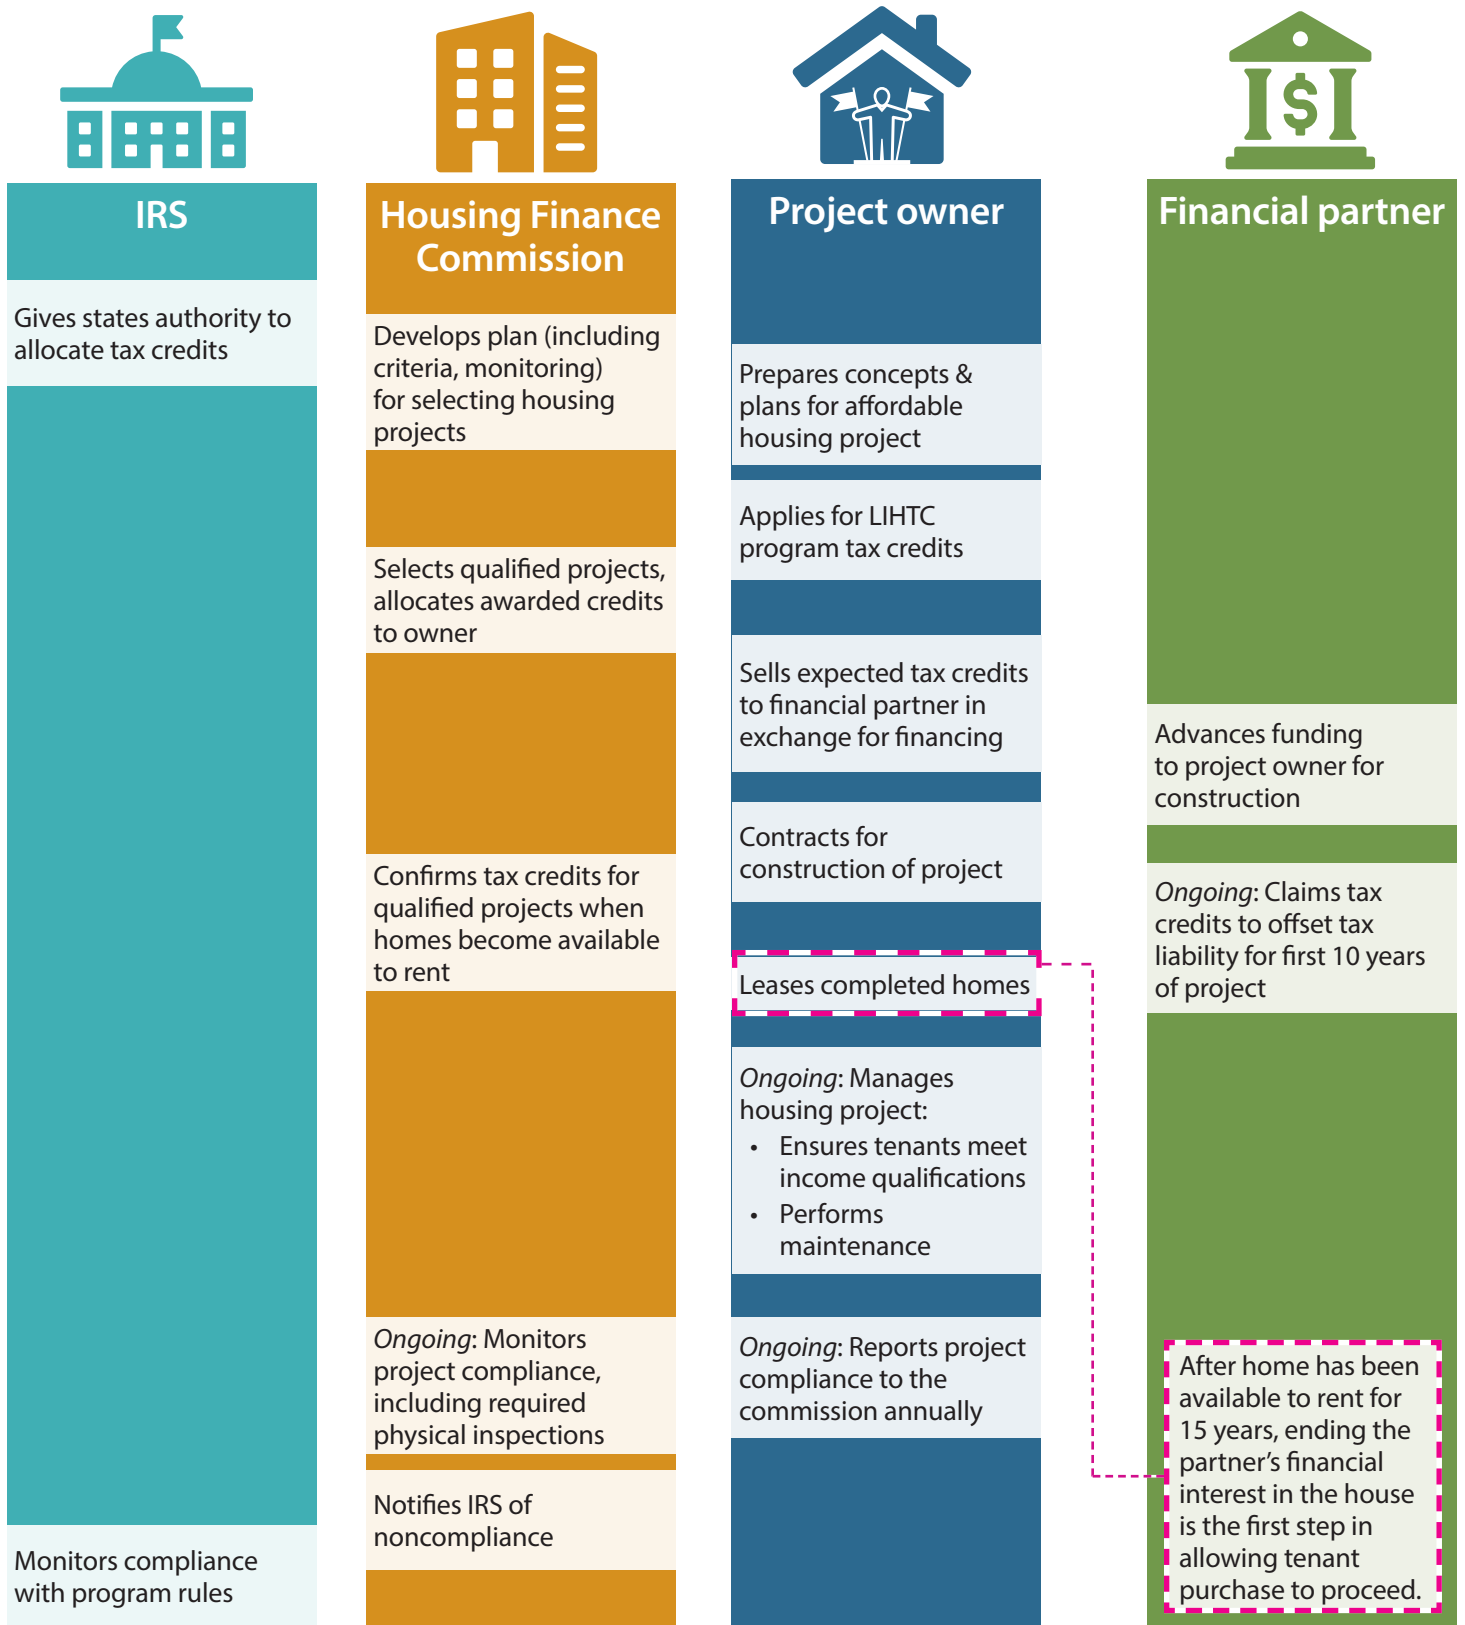 IRS
Gives states authority to
allocate tax credits
Monitors compliance
with program rules
Housing Finance
Commission
Develops plan (including
criteria, monitoring)
for selecting housing
projects
Selects qualified projects,
allocates awarded credits
to owner
Confirms tax credits for
qualified projects when
homes become available
to rent
Ongoing: Monitors
project compliance,
including required
physical inspections
Notifies IRS of
noncompliance
Project owner
Prepares concepts &
plans for affordable
housing project
Applies for LIHTC
program tax credits
Sells expected tax credits
to financial partner in
exchange for financing
Contracts for
construction of project
Leases completed homes
Ongoing: Manages
housing project:
• Ensures tenants meet
income qualifications
• Performs
maintenance
Ongoing: Reports project
compliance to the
commission annually
Financial partner
Advances funding
to project owner for
construction
Ongoing: Claims tax
credits to offset tax
liability for first 10 years
of project
After home has been
available to rent for
15 years, ending the
partner’s financial
interest in the house
is the first step in
allowing tenant
purchase to proceed.